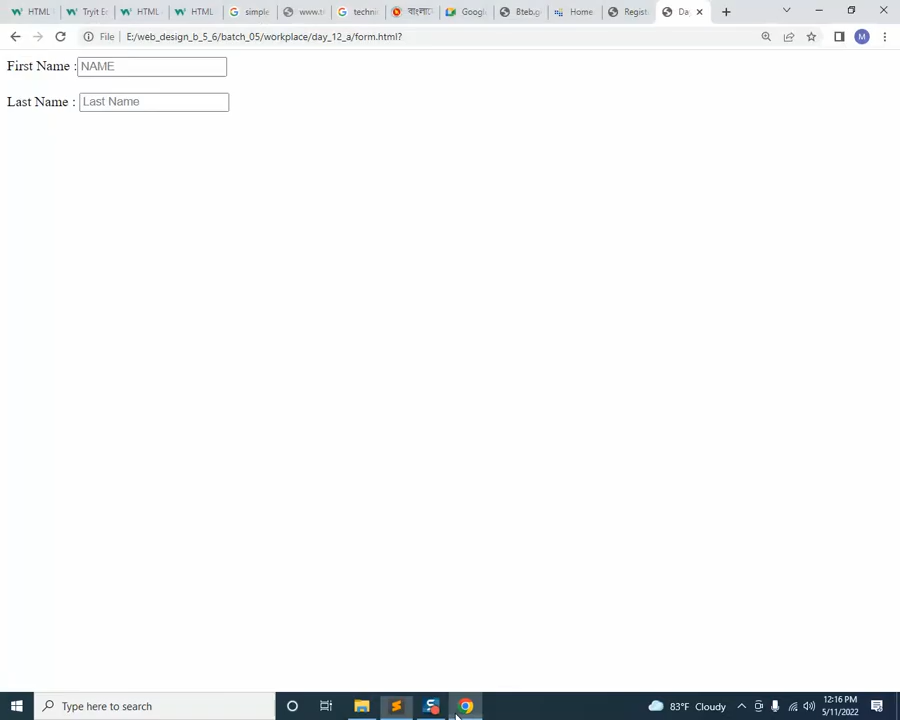 HTML
Tryit E
HTML
HTML
simple
www.t
techni
Google
Bteb.g
Home
Regist
Da
File
E:/web_design_b_5_6/batch_05/workplace/day_12_a/form.html?
M
First Name :
NAME
Last Name :
Last Name
Type here to search
83°F Cloudy
12:16 PM
5/11/2022